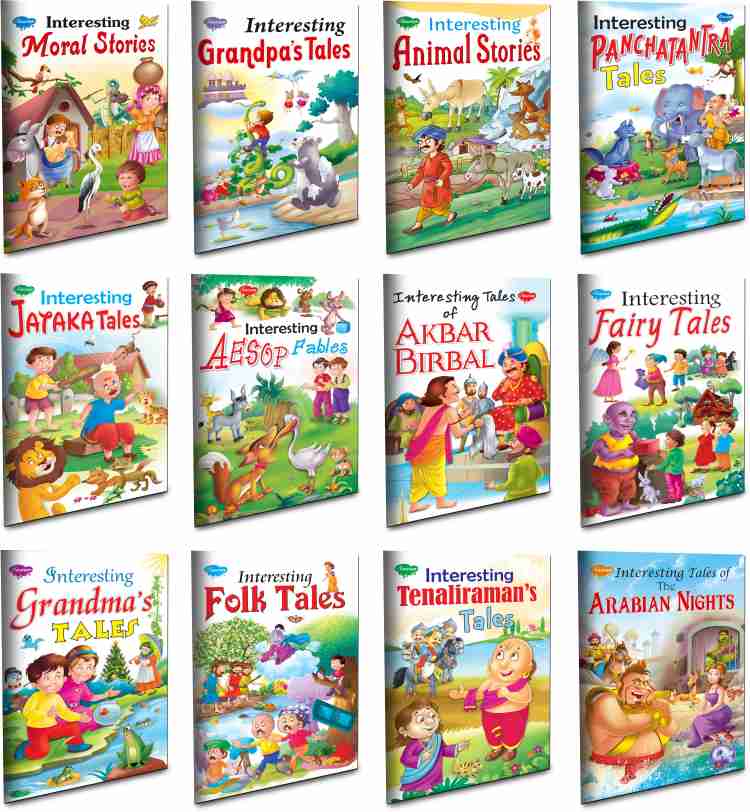 Interesting
Moral Stories
Interesting
Grandpa's Tales
Interesting
Animal Stories
Interesting
PANCHATANTRA
Tales
Interesting
JATAKA Tales
Interesting
AESOP Fables
Interesting Tales
of
AKBAR
BIRBAL
Interesting
Fairy Tales
Interesting
Grandma's
TALES
Interesting
FOLK TALES
Interesting
Tenaliraman's
Tales
Interesting Tales of
The
ARABIAN NIGHTS